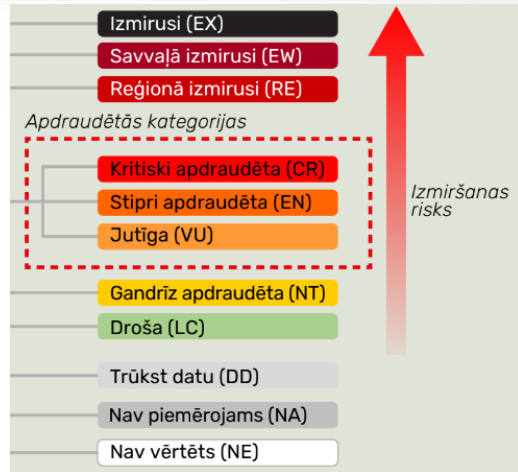 Izmirusi (EX)
Savvaļā izmirusi (EW)
Reģionā izmirusi (RE)
Apdraudētās kategorijas
Kritiski apdraudēta (CR)
Stipri apdraudēta (EN)
Jutīga (VU)
Izmiršanas
risks
Gandrīz apdraudēta (NT)
Droša (LC)
Trūkst datu (DD)
Nav piemērojams (NA)
Nav vērtēts (NE)